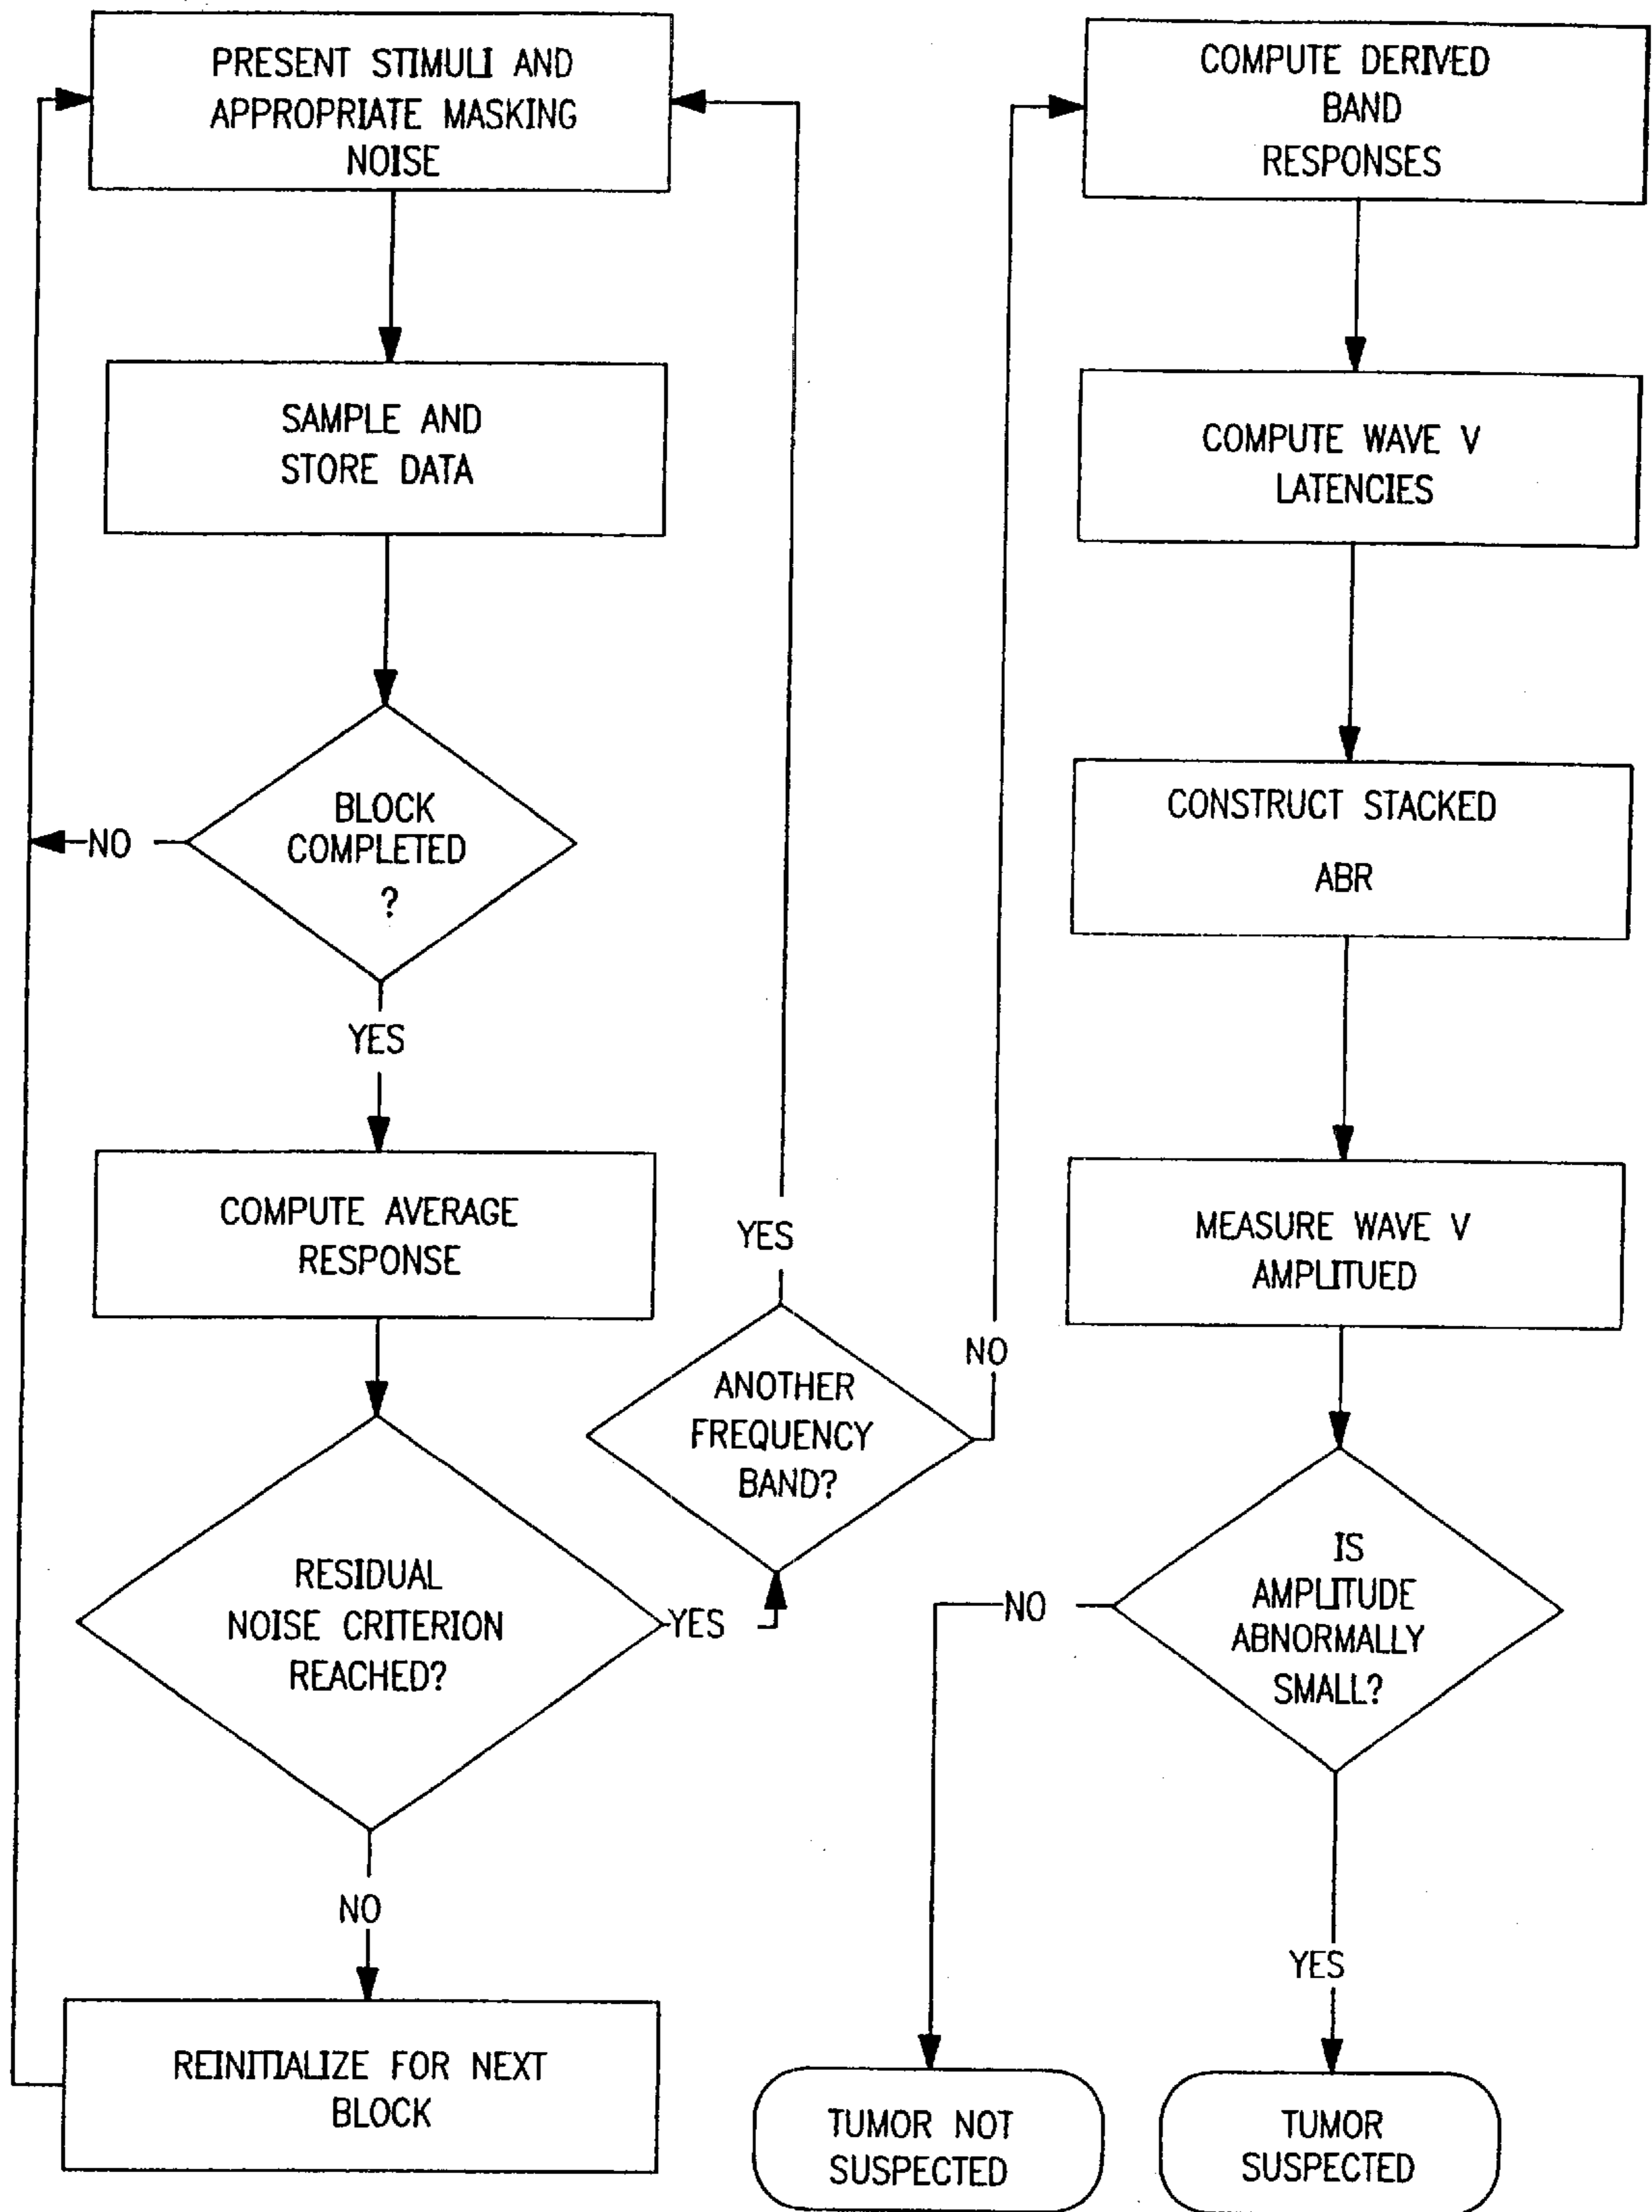 PRESENT STIMULI AND
APPROPRIATE MASKING
NOISE
SAMPLE AND
STORE DATA
BLOCK
COMPLETED
?
NO
YES
COMPUTE AVERAGE
RESPONSE
RESIDUAL
NOISE CRITERION
REACHED?
YES
NO
REINITIALIZE FOR NEXT
BLOCK
YES
ANOTHER
FREQUENCY
BAND?
NO
COMPUTE DERIVED
BAND
RESPONSES
COMPUTE WAVE V
LATENCIES
CONSTRUCT STACKED
ABR
MEASURE WAVE V
AMPLITUED
IS
AMPLITUDE
ABNORMALLY
SMALL?
NO
YES
TUMOR NOT
SUSPECTED
TUMOR
SUSPECTED